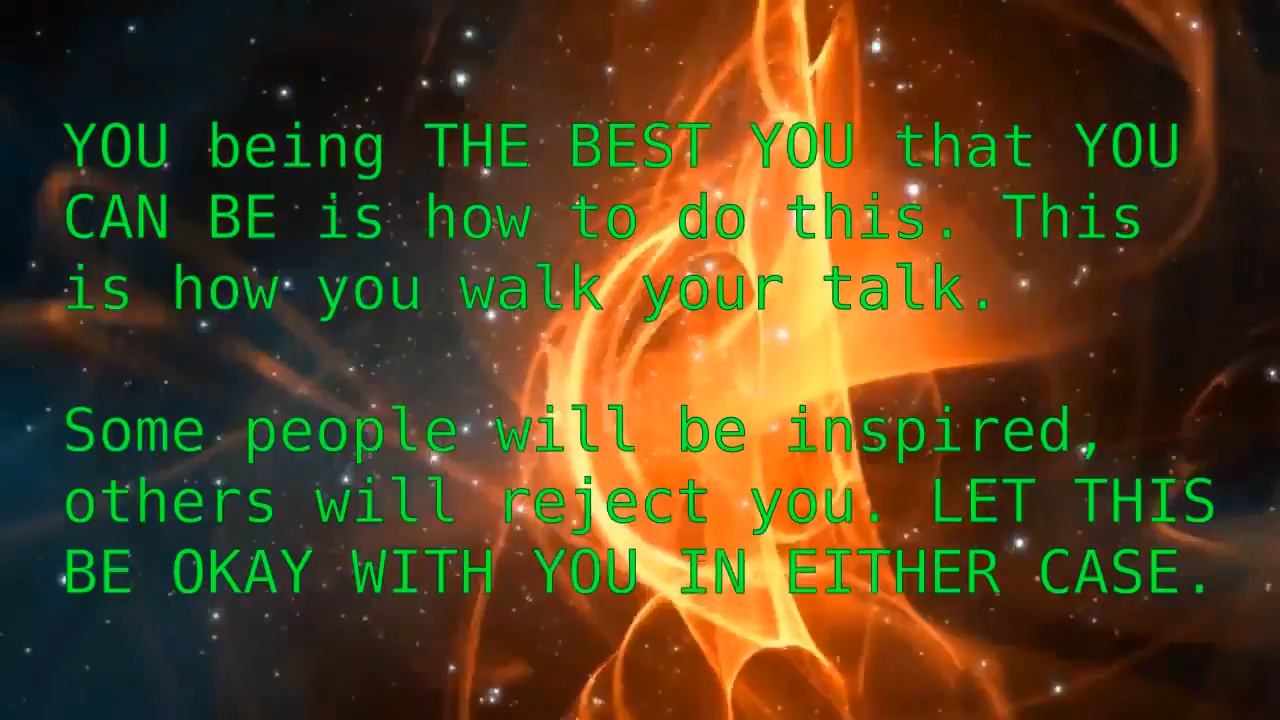 YOU being THE BEST YOU that YOU
CAN BE is how to do this. This
is how you walk your talk.
Some people will be inspired,
others will reject you. LET THIS
BE OKAY WITH YOU IN EITHER CASE.